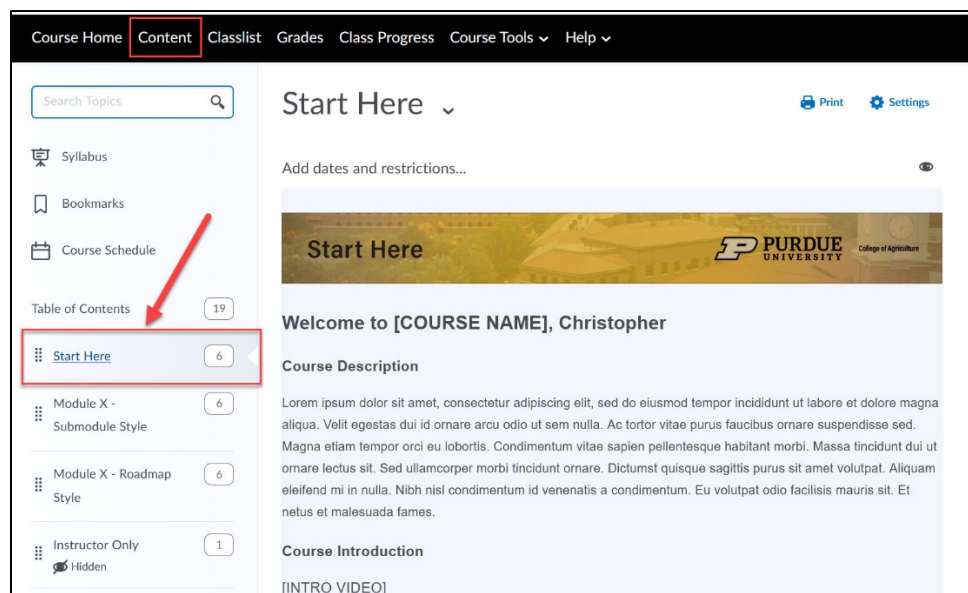 Course Home Content Classlist Grades Class Progress Course Tools Help
Search Topics
Syllabus
Bookmarks
Course Schedule
Table of Contents 19
Start Here 6
Module X - 6
Submodule Style
Module X - Roadmap 6
Style
Instructor Only 1
Hidden
Start Here
Print Settings
Add dates and restrictions...
Start Here
PURDUE
UNIVERSITY
College of Agriculture
Welcome to [COURSE NAME], Christopher
Course Description
Lorem ipsum dolor sit amet, consectetur adipiscing elit, sed do eiusmod tempor incididunt ut labore et dolore magna
aliqua. Velit egestas dui id ornare arcu odio ut sem nulla. Ac tortor vitae purus faucibus ornare suspendisse sed.
Magna etiam tempor orci eu lobortis. Condimentum vitae sapien pellentesque habitant morbi. Massa tincidunt dui ut
ornare lectus sit. Sed ullamcorper morbi tincidunt ornare. Dictumst quisque sagittis purus sit amet volutpat. Aliquam
eleifend mi in nulla. Nibh nisl condimentum id venenatis a condimentum. Eu volutpat odio facilisis mauris sit. Et
netus et malesuada fames.
Course Introduction
[INTRO VIDEO]